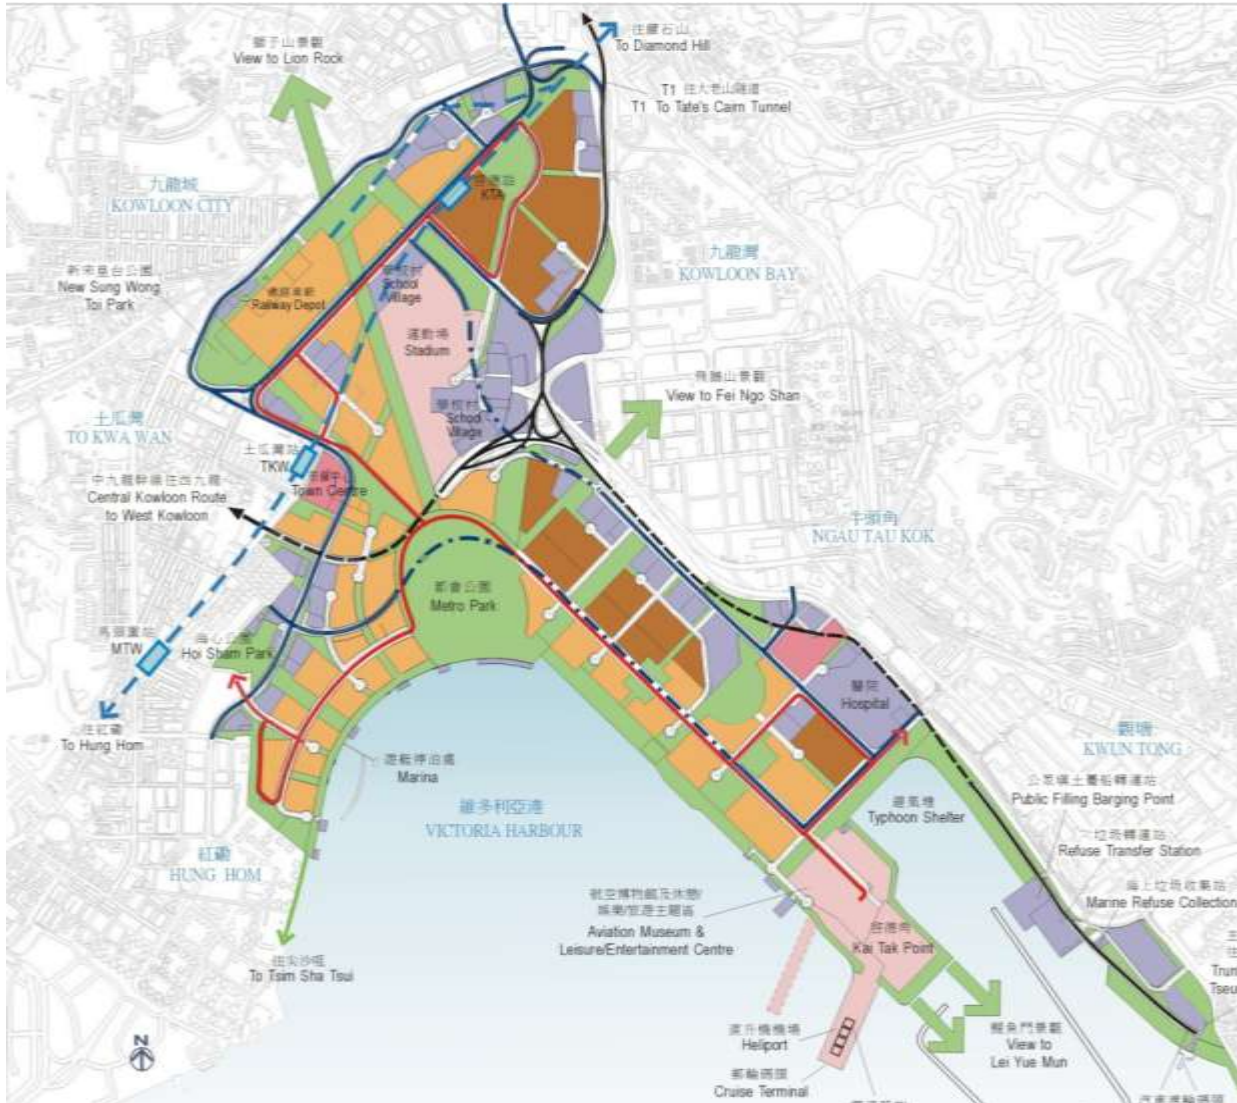 往鑽石山
To Diamond Hill
獅子山景觀
View to Lion Rock
T1 往大老山隧道
T1 To Tate's Cairn Tunnel
九龍城
KOWLOON CITY
啓德站
KTA
九龍灣
KOWLOON BAY
新宋皇台公園
New Sung Wong
Toi Park
學校村
School
Village
Railway Depot
運動場
Stadium
飛鵝山景觀
View to Fei Ngo Shan
學校村
School
Village
土瓜灣
TO KWA WAN
土瓜灣站
TKW
Town Centre
中九龍幹線往西九龍
Central Kowloon Route
to West Kowloon
牛頭角
NGAU TAU KOK
都會公園
Metro Park
馬頭圍站
MTW
海心公園
Hoi Sham Park
醫院
Hospital
往紅磡
To Hung Hom
觀塘
KWUN TONG
遊艇停泊處
Marina
公眾填土躉船轉運站
Public Filling Barging Point
避風塘
Typhoon Shelter
維多利亞港
VICTORIA HARBOUR
垃圾轉運站
Refuse Transfer Station
紅磡
HUNG HOM
海上垃圾收集站
Marine Refuse Collection
航空博物館及休憩/
娛樂/旅遊主題區
Aviation Museum &
Leisure/Entertainment Centre
啓德角
Kai Tak Point
往尖沙咀
To Tsim Sha Tsui
Trun
Tseu
直升機機場
Heliport
鯉魚門景觀
View to
Lei Yue Mun
郵輪碼頭
Cruise Terminal
N